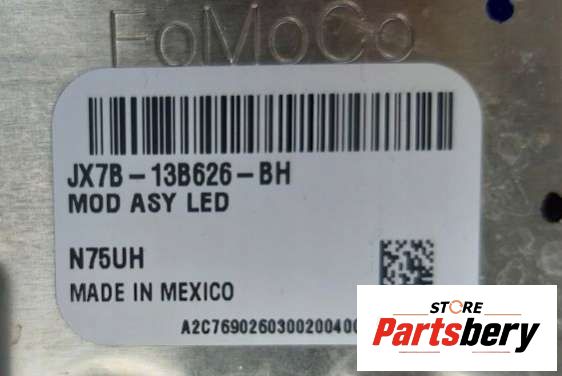 FoMoCo
JX7B-13B626-BH
MOD ASY LED
N75UH
MADE IN MEXICO
STORE
Partsbery